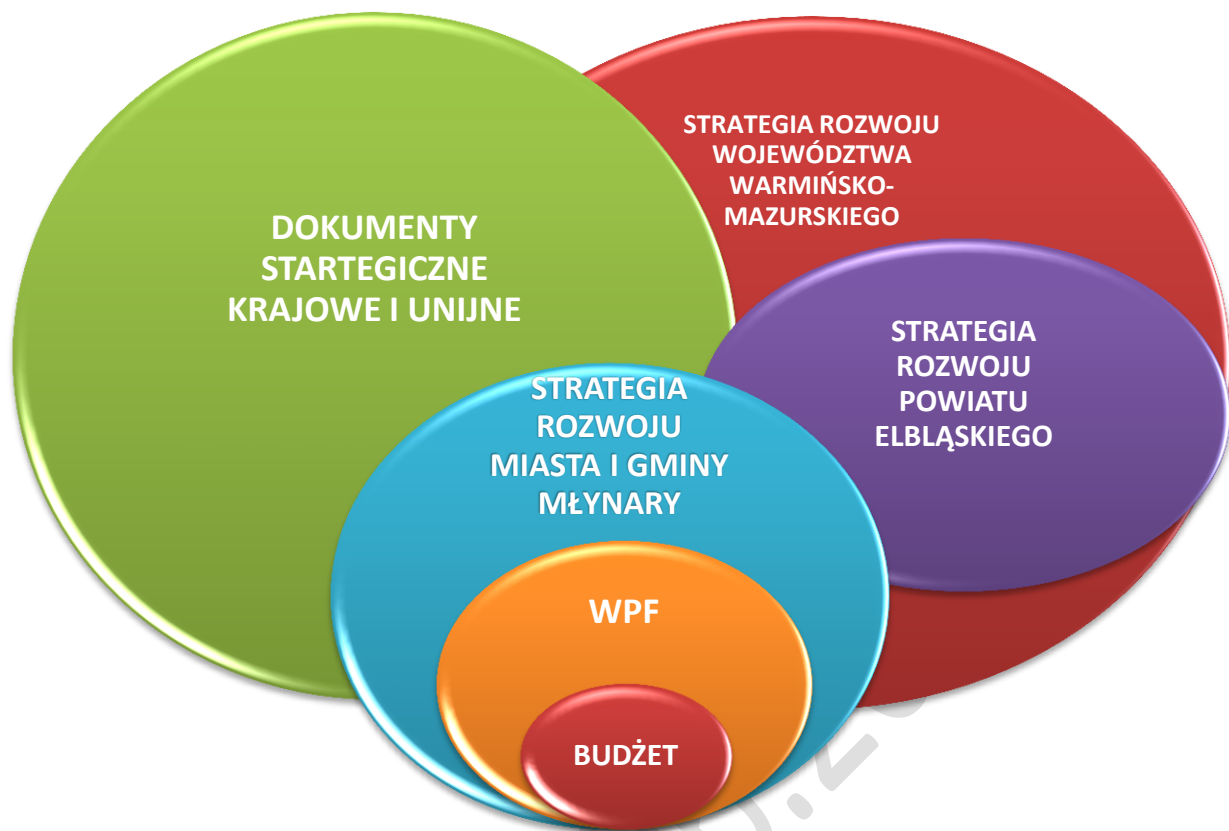 DOKUMENTY
STARTEGICZNE
KRAJOWE I UNIJNE
STRATEGIA ROZWOJU
WOJEWÓDZTWA
WARMIŃSKO-
MAZURSKIEGO
STRATEGIA
ROZWOJU
POWIATU
ELBLĄSKIEGO
STRATEGIA
ROZWOJU
MIASTA I GMINY
MŁYNARY
WPF
BUDŻET